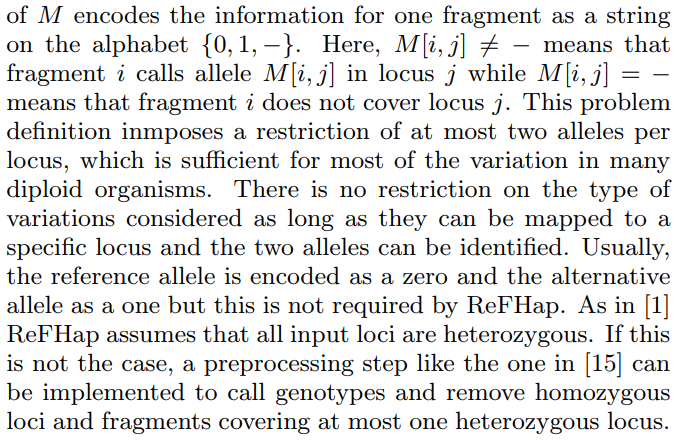 of M encodes the information for one fragment as a string
on the alphabet {0, 1, −}. Here, M[i, j] ≠ − means that
fragment i calls allele M[i, j] in locus j while M[i, j] = −
means that fragment i does not cover locus j. This problem
definition inmposes a restriction of at most two alleles per
locus, which is sufficient for most of the variation in many
diploid organisms. There is no restriction on the type of
variations considered as long as they can be mapped to a
specific locus and the two alleles can be identified. Usually,
the reference allele is encoded as a zero and the alternative
allele as a one but this is not required by ReFHap. As in [1]
ReFHap assumes that all input loci are heterozygous. If this
is not the case, a preprocessing step like the one in [15] can
be implemented to call genotypes and remove homozygous
loci and fragments covering at most one heterozygous locus.